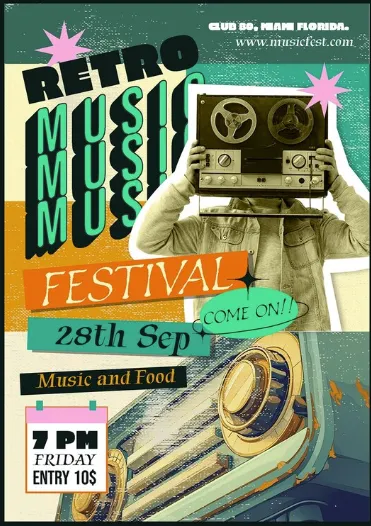 CLUB 80, MIAMI FLORIDA.
www.musicfest.com
RETRO
MUSIC
MUSIC
MUSIC
FESTIVAL
COME ON!!
28th Sep
Music and Food
7 PM
FRIDAY
ENTRY 10$